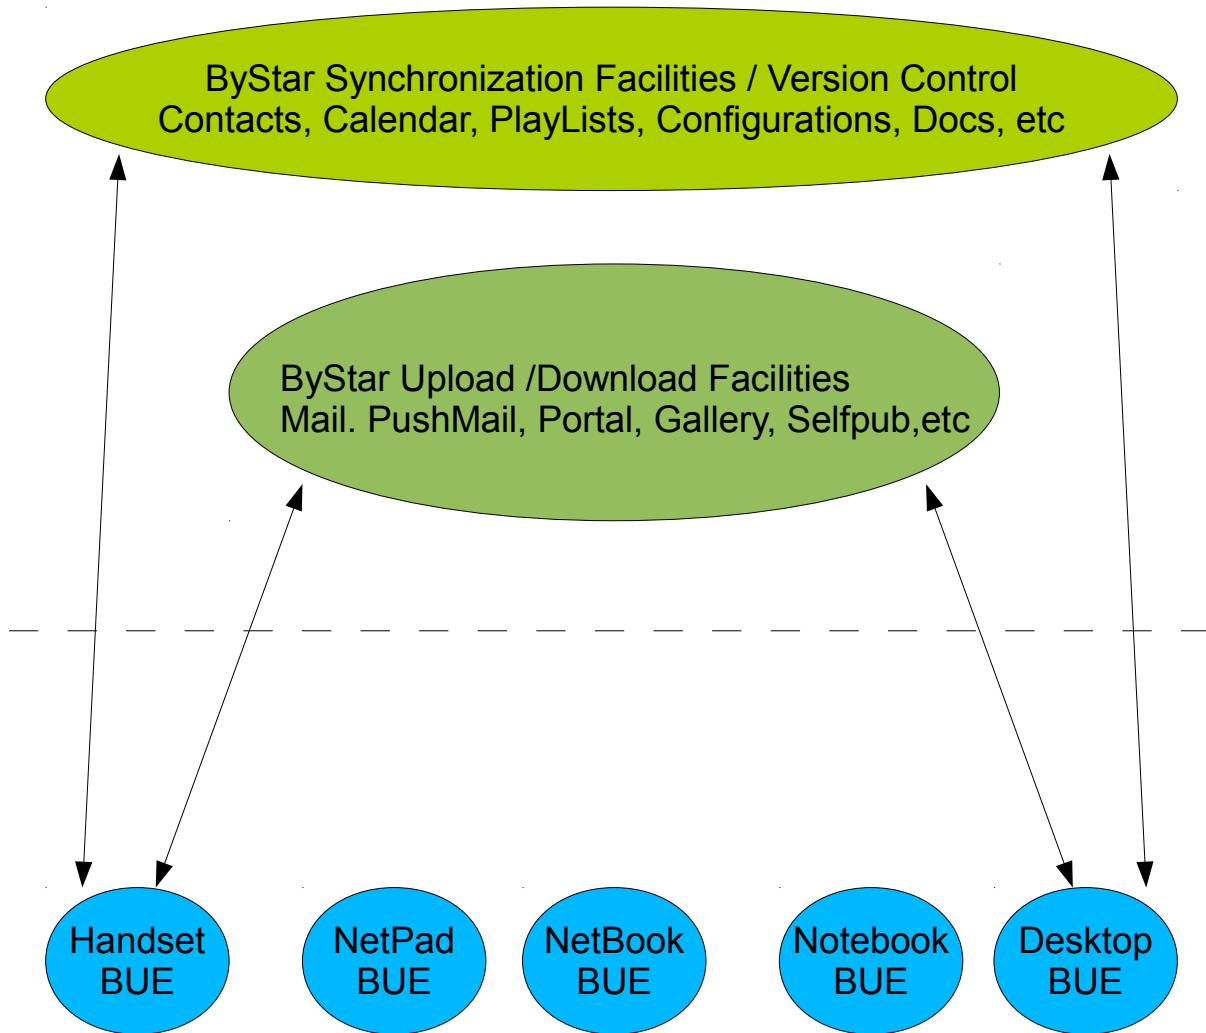 ByStar Synchronization Facilities / Version Control
Contacts, Calendar, PlayLists, Configurations, Docs, etc
ByStar Upload /Download Facilities
Mail. PushMail, Portal, Gallery, Selfpub,etc
Handset
BUE
NetPad
BUE
NetBook
BUE
Notebook
BUE
Desktop
BUE